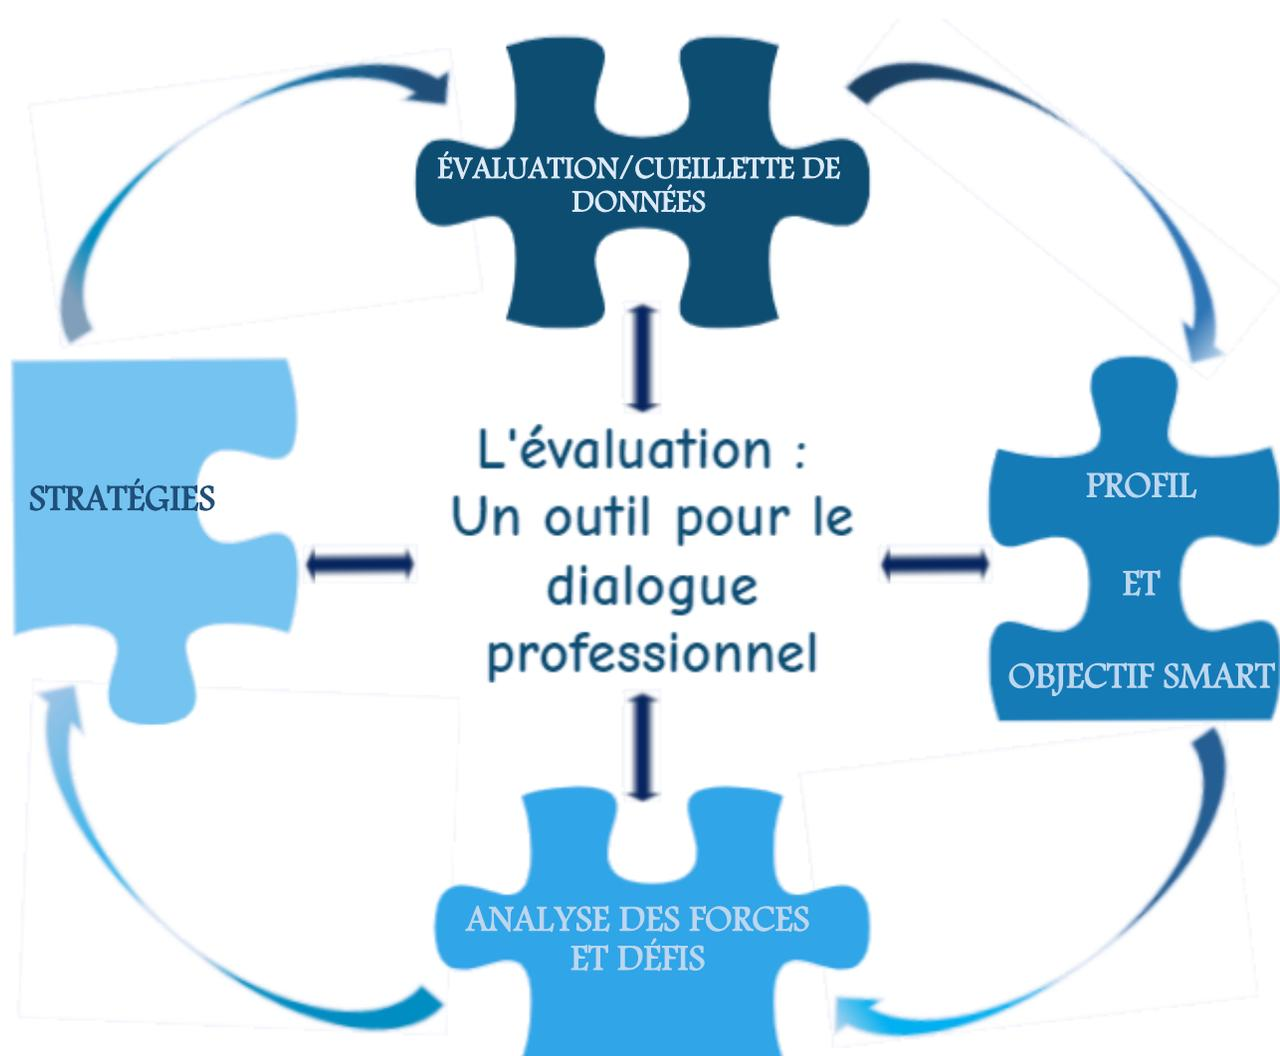 ÉVALUATION/CUEILLETTE DE
DONNÉES
L'évaluation :
Un outil pour le
dialogue
professionnel
STRATÉGIES
PROFIL
ET
OBJECTIF SMART
ANALYSE DES FORCES
ET DÉFIS